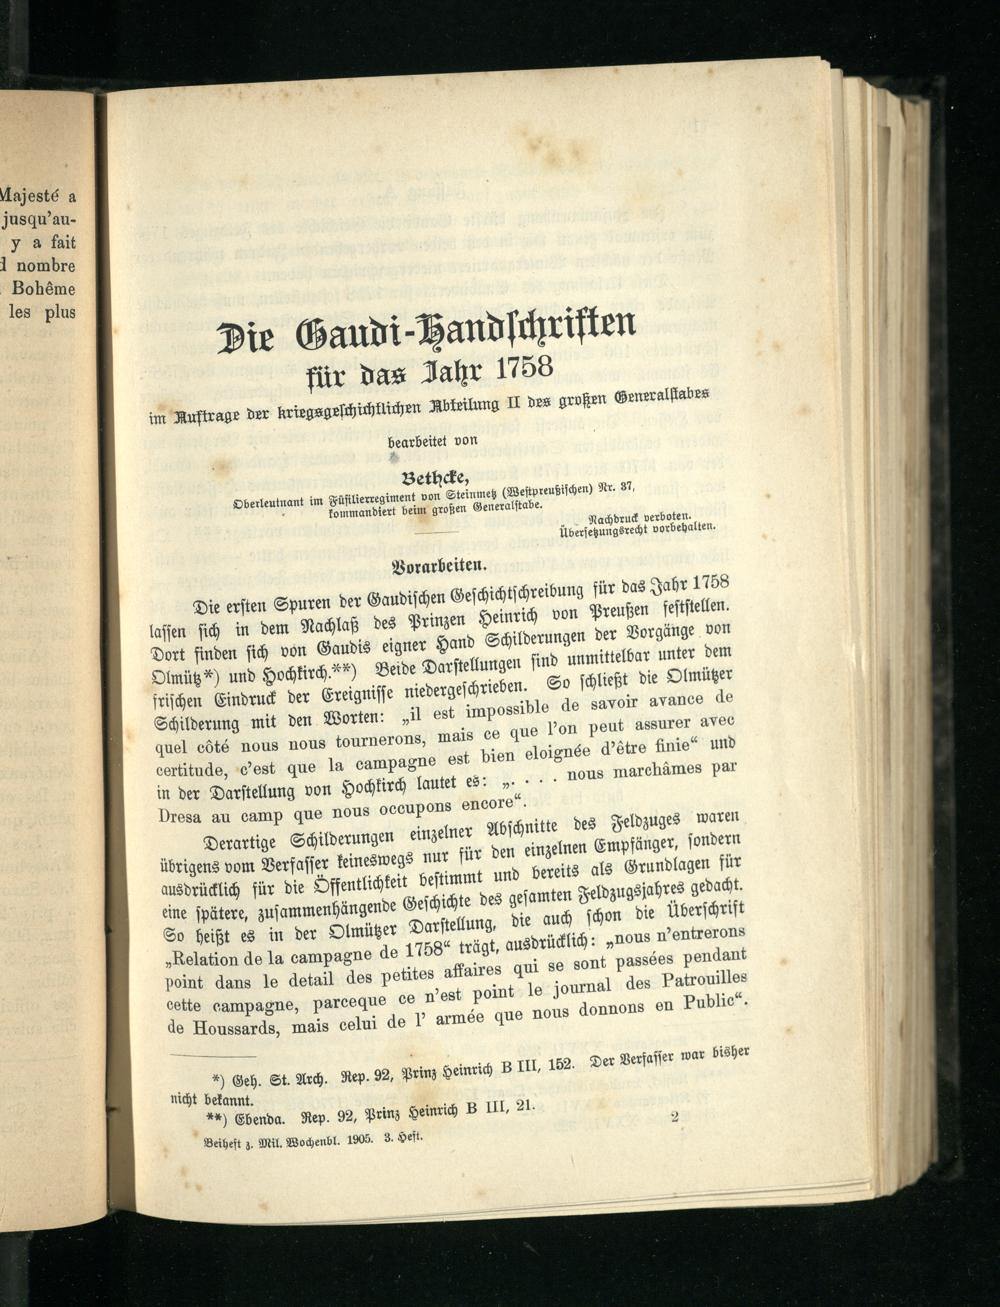 Majesté a
jusqu'au-
y a fait
d nombre
Bohême
les plus
Die Gaudi-Handschriften
für das Jahr 1758
im Auftrage der kriegsgeschichtlichen Abteilung II des großen Generalstabes
bearbeitet von
Bethcke,
Oberleutnant im Füsilierregiment von Steinmetz (Westpreußischen) Nr. 37,
kommandiert beim großen Generalstabe.
Nachdruck verboten.
Übersetzungsrecht vorbehalten.
Vorarbeiten.
Die ersten Spuren der Gaudischen Geschichtschreibung für das Jahr 1758
lassen sich in dem Nachlaß des Prinzen Heinrich von Preußen feststellen.
Dort finden sich von Gaudis eigner Hand Schilderungen der Vorgänge von
Olmütz*) und Hochkirch.**) Beide Darstellungen sind unmittelbar unter dem
frischen Eindruck der Ereignisse niedergeschrieben. So schließt die Olmützer
Schilderung mit den Worten: „il est impossible de savoir avance de
quel côté nous nous tournerons, mais ce que l'on peut assurer avec
certitude, c'est que la campagne est bien eloignée d'être finie“ und
in der Darstellung von Hochkirch lautet es: „. . . . nous marchâmes par
Dresa au camp que nous occupons encore“.
Derartige Schilderungen einzelner Abschnitte des Feldzuges waren
übrigens vom Verfasser keineswegs nur für den einzelnen Empfänger, sondern
ausdrücklich für die Öffentlichkeit bestimmt und bereits als Grundlagen für
eine spätere, zusammenhängende Geschichte des gesamten Feldzugsjahres gedacht.
So heißt es in der Olmützer Darstellung, die auch schon die Überschrift
„Relation de la campagne de 1758“ trägt, ausdrücklich: „nous n'entrerons
point dans le detail des petites affaires qui se sont passées pendant
cette campagne, parceque ce n'est point le journal des Patrouilles
de Houssards, mais celui de l' armée que nous donnons en Public“.
*) Geh. St. Arch. Rep. 92, Prinz Heinrich B III, 152. Der Verfasser war bisher
nicht bekannt.
**) Ebenda. Rep. 92, Prinz Heinrich B III, 21.
Beiheft z. Mil. Wochenbl. 1905. 3. Heft.
2